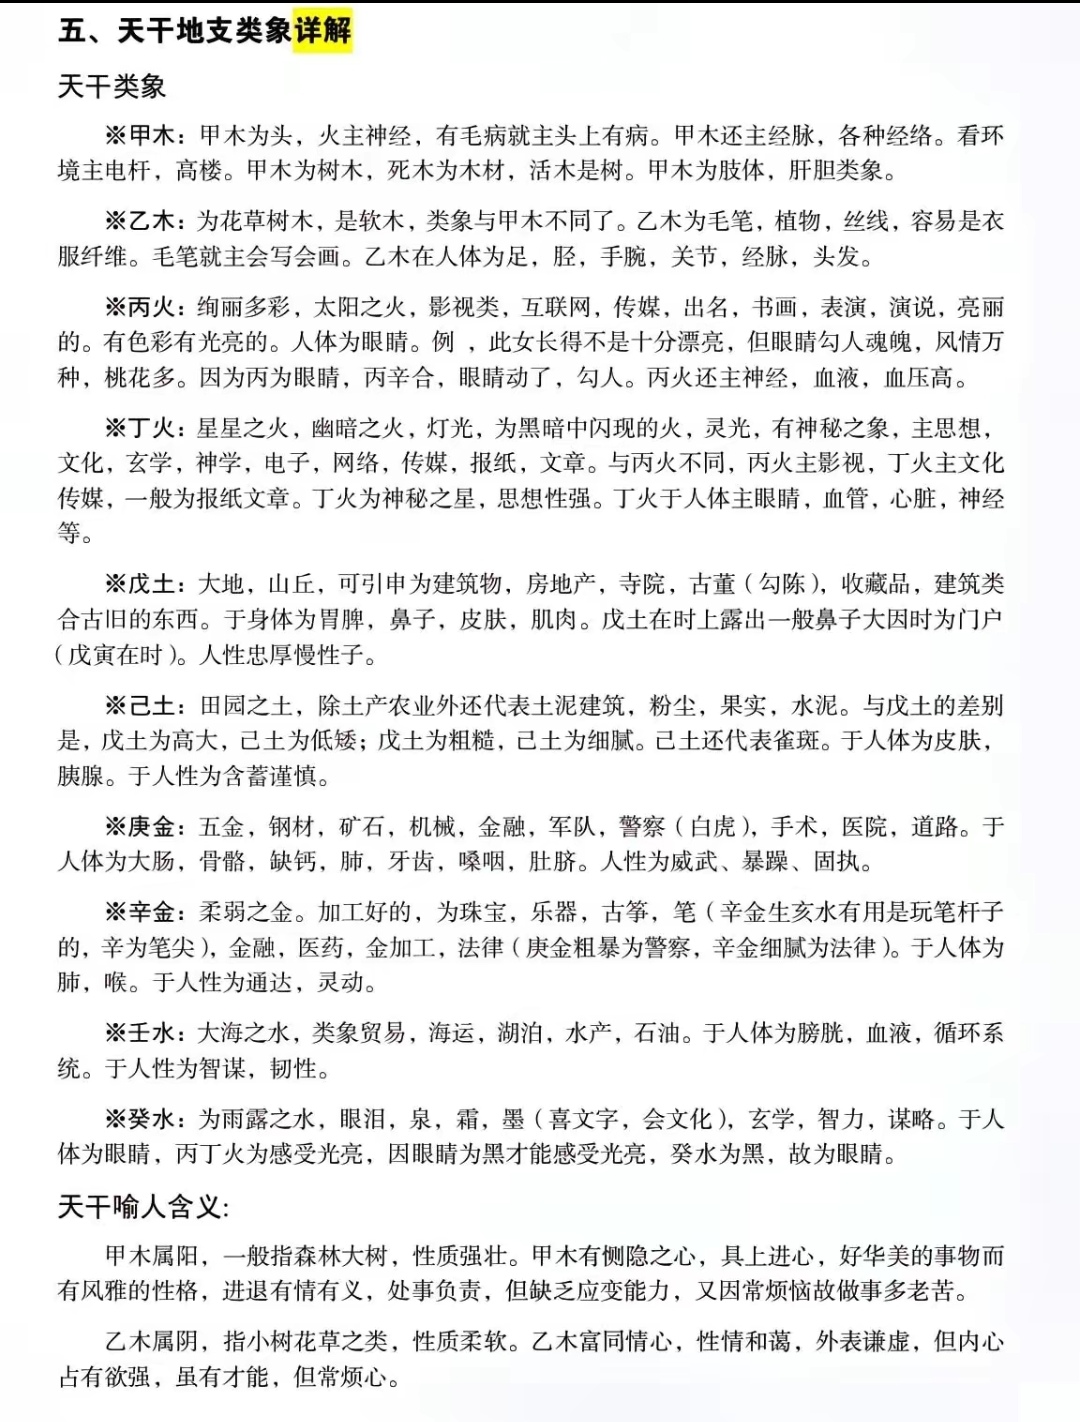 五、天干地支类象详解
天干类象
※甲木：甲木为头，火主神经，有毛病就主头上有病。甲木还主经脉，各种经络。看环
境主电杆，高楼。甲木为树木，死木为木材，活木是树。甲木为肢体，肝胆类象。
※乙木：为花草树木，是软木，类象与甲木不同了。乙木为毛笔，植物，丝线，容易是衣
服纤维。毛笔就主会写会画。乙木在人体为足，胫，手腕，关节，经脉，头发。
※丙火：绚丽多彩，太阳之火，影视类，互联网，传媒，出名，书画，表演，演说，亮丽
的。有色彩有光亮的。人体为眼睛。例 ，此女长得不是十分漂亮，但眼睛勾人魂魄，风情万
种，桃花多。因为丙为眼睛，丙辛合，眼睛动了，勾人。丙火还主神经，血液，血压高。
※丁火：星星之火，幽暗之火，灯光，为黑暗中闪现的火，灵光，有神秘之象，主思想，
文化，玄学，神学，电子，网络，传媒，报纸，文章。与丙火不同，丙火主影视，丁火主文化
传媒，一般为报纸文章。丁火为神秘之星，思想性强。丁火于人体主眼睛，血管，心脏，神经
等。
※戊土：大地，山丘，可引申为建筑物，房地产，寺院，古董（勾陈），收藏品，建筑类
合古旧的东西。于身体为胃脾，鼻子，皮肤，肌肉。戊土在时上露出一般鼻子大因时为门户
（戊寅在时）。人性忠厚慢性子。
※己土：田园之土，除土产农业外还代表土泥建筑，粉尘，果实，水泥。与戊土的差别
是，戊土为高大，己土为低矮；戊土为粗糙，己土为细腻。己土还代表雀斑。于人体为皮肤，
胰腺。于人性为含蓄谨慎。
※庚金：五金，钢材，矿石，机械，金融，军队，警察（白虎），手术，医院，道路。于
人体为大肠，骨骼，缺钙，肺，牙齿，嗓咽，肚脐。人性为威武、暴躁、固执。
※辛金：柔弱之金。加工好的，为珠宝，乐器，古筝，笔（辛金生亥水有用是玩笔杆子
的，辛为笔尖），金融，医药，金加工，法律（庚金粗暴为警察，辛金细腻为法律）。于人体为
肺，喉。于人性为通达，灵动。
※壬水：大海之水，类象贸易，海运，湖泊，水产，石油。于人体为膀胱，血液，循环系
统。于人性为智谋，韧性。
※癸水：为雨露之水，眼泪，泉，霜，墨（喜文字，会文化），玄学，智力，谋略。于人
体为眼睛，丙丁火为感受光亮，因眼睛为黑才能感受光亮，癸水为黑，故为眼睛。
天干喻人含义:
甲木属阳，一般指森林大树，性质强壮。甲木有恻隐之心，具上进心，好华美的事物而
有风雅的性格，进退有情有义，处事负责，但缺乏应变能力，又因常烦恼故做事多老苦。
乙木属阴，指小树花草之类，性质柔软。乙木富同情心，性情和蔼，外表谦虚，但内心
占有欲强，虽有才能，但常烦心。